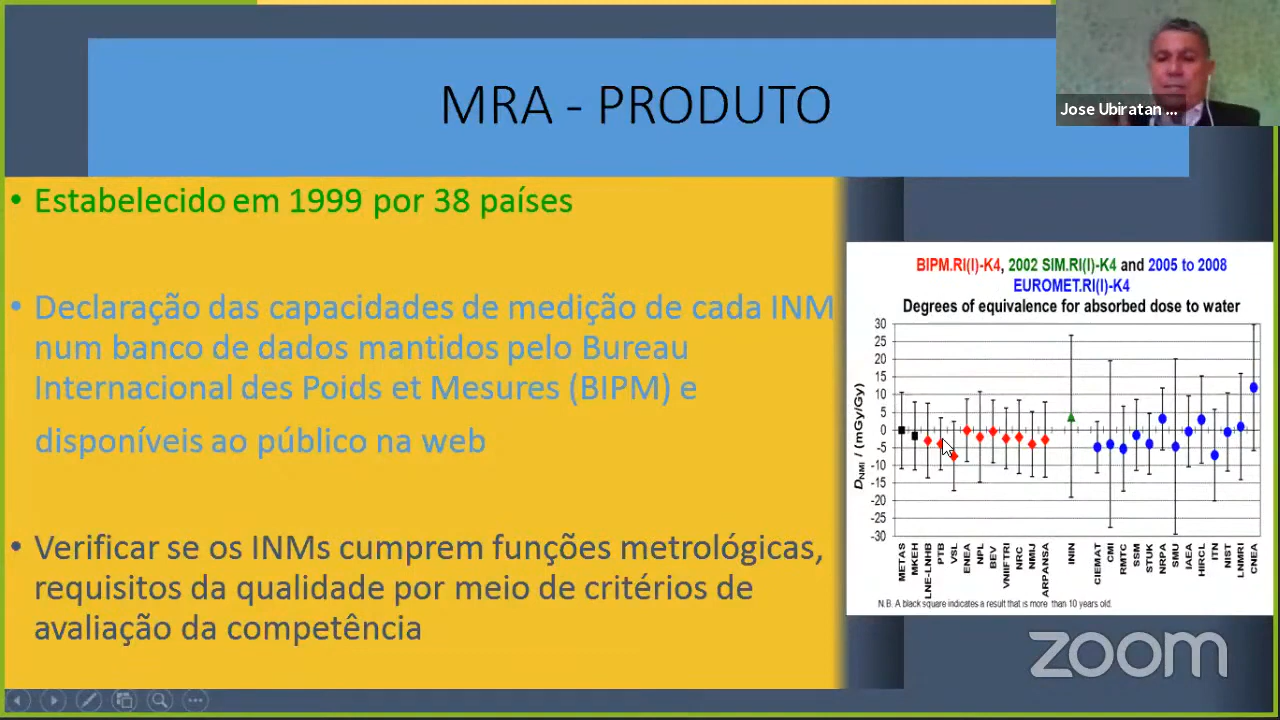 MRA - PRODUTO
Jose Ubiratan ...
• Estabelecido em 1999 por 38 países
• Declaração das capacidades de medição de cada INM
num banco de dados mantidos pelo Bureau
Internacional des Poids et Mesures (BIPM) e
disponíveis ao público na web
• Verificar se os INMs cumprem funções metrológicas,
requisitos da qualidade por meio de critérios de
avaliação da competência
BIPM.RI(I)-K4, 2002 SIM.RI(I)-K4 and 2005 to 2008
EUROMET.RI(I)-K4
Degrees of equivalence for absorbed dose to water
D NMI / (mGy/Gy)
30
25
20
15
10
5
0
-5
-10
-15
-20
-25
-30
METAS
MKEH
LNE-LNHB
PTB
VSL
ENEA
NPL
BEV
VNIIFTRI
NRC
NMIJ
ARPANSA
ININ
CIEMAT
CMI
RMTC
SSM
STUK
NRPA
SMU
IAEA
HIRCL
ITN
NIST
LNMRI
CNEA
N.B. A black square indicates a result that is more than 10 years old.
zoom